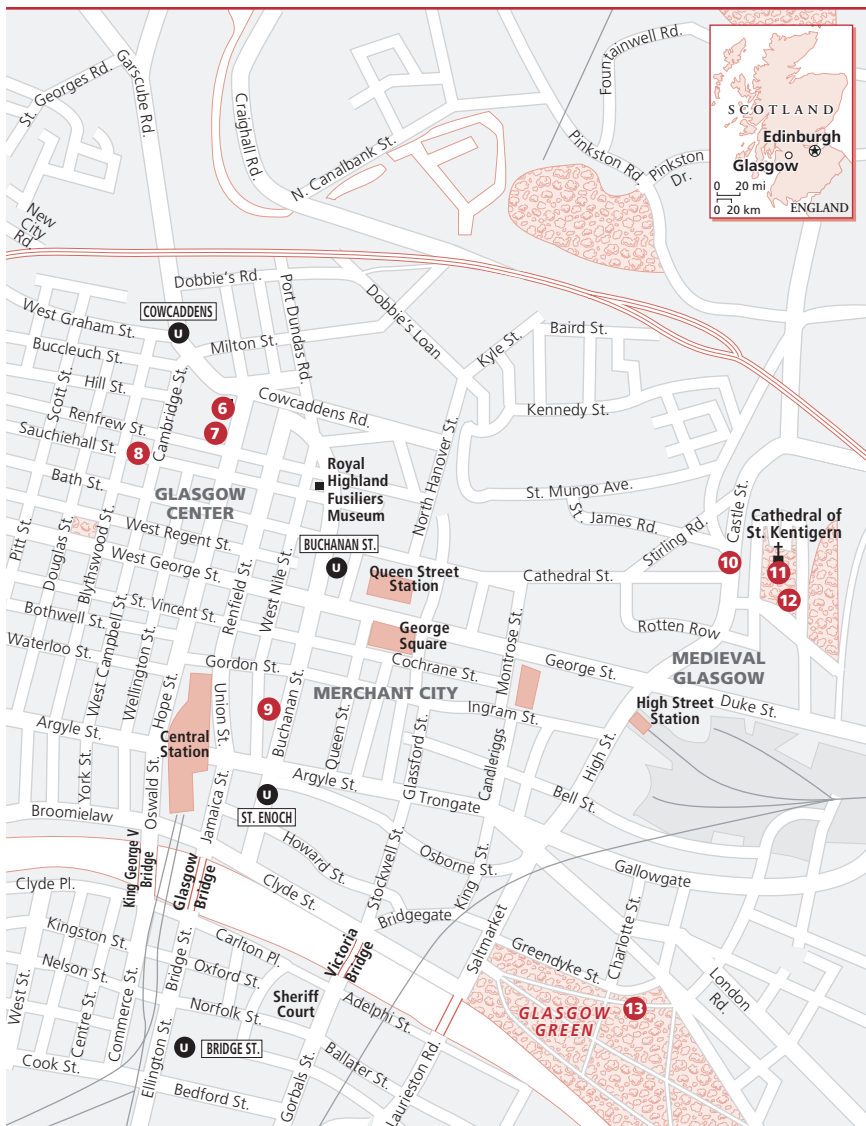 St. Georges Rd.
Garscube Rd.
Craighall Rd.
N. Canalbank St.
Fountainwell Rd.
Pinkston Rd.
Pinkston
Dr.
SCOTLAND
Edinburgh
Glasgow
0 20 mi
0 20 km
ENGLAND
New
City
Rd.
Dobbie's Rd.
Port Dundas Rd.
Dobbie's Loan
COWCADDENS
U
West Graham St.
Milton St.
Buccleuch St.
Kyle St.
Baird St.
Scott St.
Hill St.
Cambridge St.
6
Cowcaddens Rd.
Kennedy St.
Renfrew St.
7
Sauchiehall St.
8
North Hanover St.
Royal
Highland
Fusiliers
Museum
Bath St.
GLASGOW
CENTER
St. Mungo Ave.
St. James Rd.
Stirling Rd.
Castle St.
Cathedral of
St. Kentigern
Pitt St.
Douglas St.
Blythswood St.
West Regent St.
BUCHANAN ST.
U
10
11
12
West George St.
Queen Street
Station
Cathedral St.
Bothwell St.
St. Vincent St.
Renfield St.
West Nile St.
George
Square
Montrose St.
Rotten Row
Waterloo St.
West Campbell St.
Wellington St.
Gordon St.
Cochrane St.
George St.
MEDIEVAL
GLASGOW
Hope St.
Union St.
9
Buchanan St.
MERCHANT CITY
Ingram St.
High Street
Station
Duke St.
Argyle St.
Central
Station
Queen St.
Glassford St.
Candleriggs
High St.
York St.
Oswald St.
Jamaica St.
U
ST. ENOCH
Argyle St.
Trongate
Bell St.
Broomielaw
King George V
Bridge
Glasgow
Bridge
Howard St.
Stockwell St.
Osborne St.
King St.
Gallowgate
Clyde Pl.
Clyde St.
Bridgegate
Saltmarket
Charlotte St.
Kingston St.
Carlton Pl.
Victoria
Bridge
Greendyke St.
London
Rd.
West St.
Nelson St.
Centre St.
Commerce St.
Bridge St.
Oxford St.
Norfolk St.
Sheriff
Court
Adelphi St.
GLASGOW
GREEN
13
U
BRIDGE ST.
Cook St.
Ellington St.
Bedford St.
Gorbals St.
Ballater St.
Laurieston Rd.